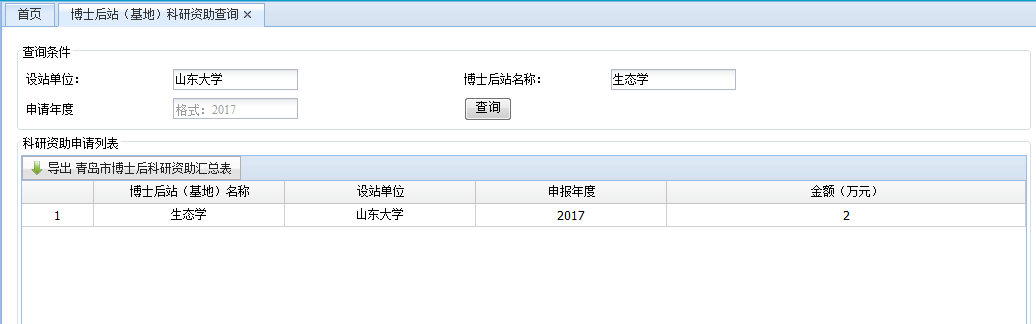 首页 博士后站（基地）科研资助查询
查询条件
设站单位： 山东大学 博士后站名称： 生态学
申请年度 格式：2017 查询
科研资助申请列表
导出 青岛市博士后科研资助汇总表
博士后站（基地）名称 设站单位 申报年度 金额（万元）
1 生态学 山东大学 2017 2